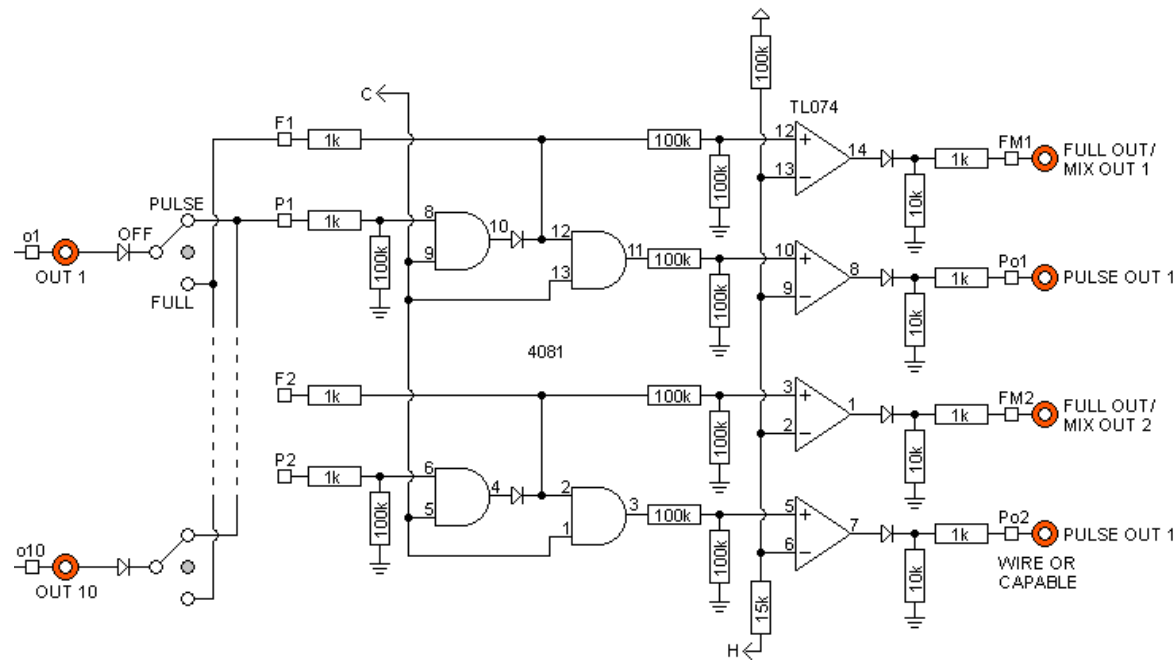 100k
C
TL074
F1
1k
100k
12
14
FM1
FULL OUT/
MIX OUT 1
13
1k
100k
10k
PULSE
P1
1k
8
10
12
o1
OFF
9
11
100k
10
Po1
OUT 1
100k
13
8
1k
PULSE OUT 1
9
FULL
100k
10k
4081
F2
1k
100k
3
1
FM2
FULL OUT/
MIX OUT 2
2
1k
100k
10k
P2
1k
6
4
2
5
3
100k
5
Po2
100k
1
7
1k
PULSE OUT 1
6
o10
WIRE OR
CAPABLE
OUT 10
100k
10k
15k
H